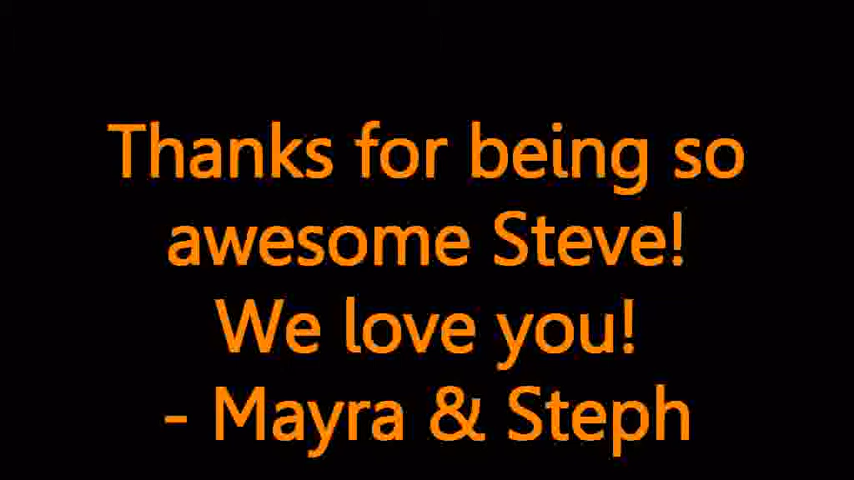 Thanks for being so
awesome Steve!
We love you!
- Mayra & Steph